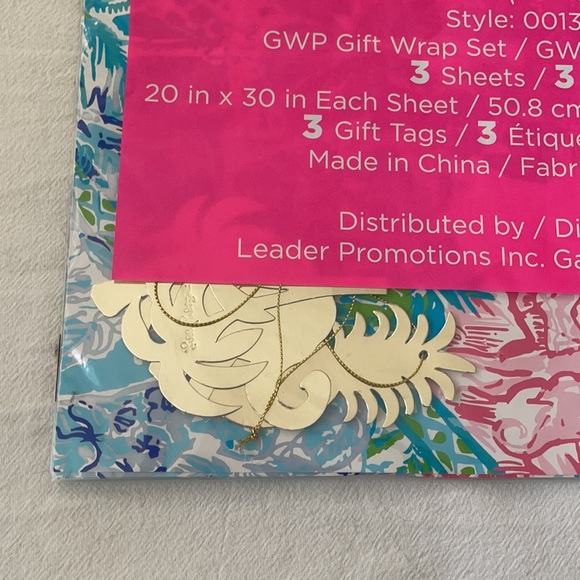 Style: 0013
GWP Gift Wrap Set / GW
3 Sheets / 3
20 in x 30 in Each Sheet / 50.8 cm
3 Gift Tags / 3 Étique
Made in China / Fabr
Distributed by / Di
Leader Promotions Inc. Ga